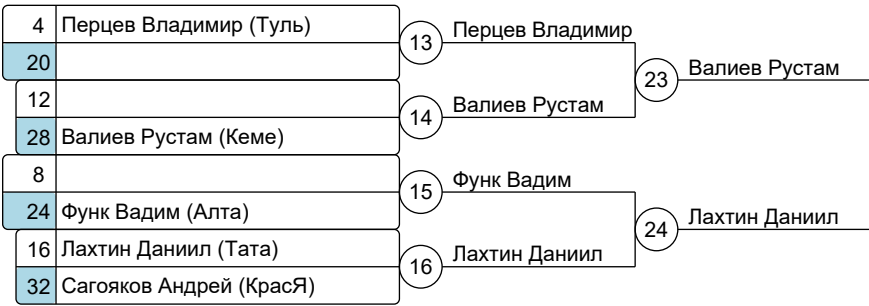 4 Перцев Владимир (Туль)
20
13 Перцев Владимир
12
28 Валиев Рустам (Кеме)
14 Валиев Рустам
23 Валиев Рустам
8
24 Функ Вадим (Алта)
15 Функ Вадим
16 Лахтин Даниил (Тата)
32 Сагояков Андрей (КрасЯ)
16 Лахтин Даниил
24 Лахтин Даниил